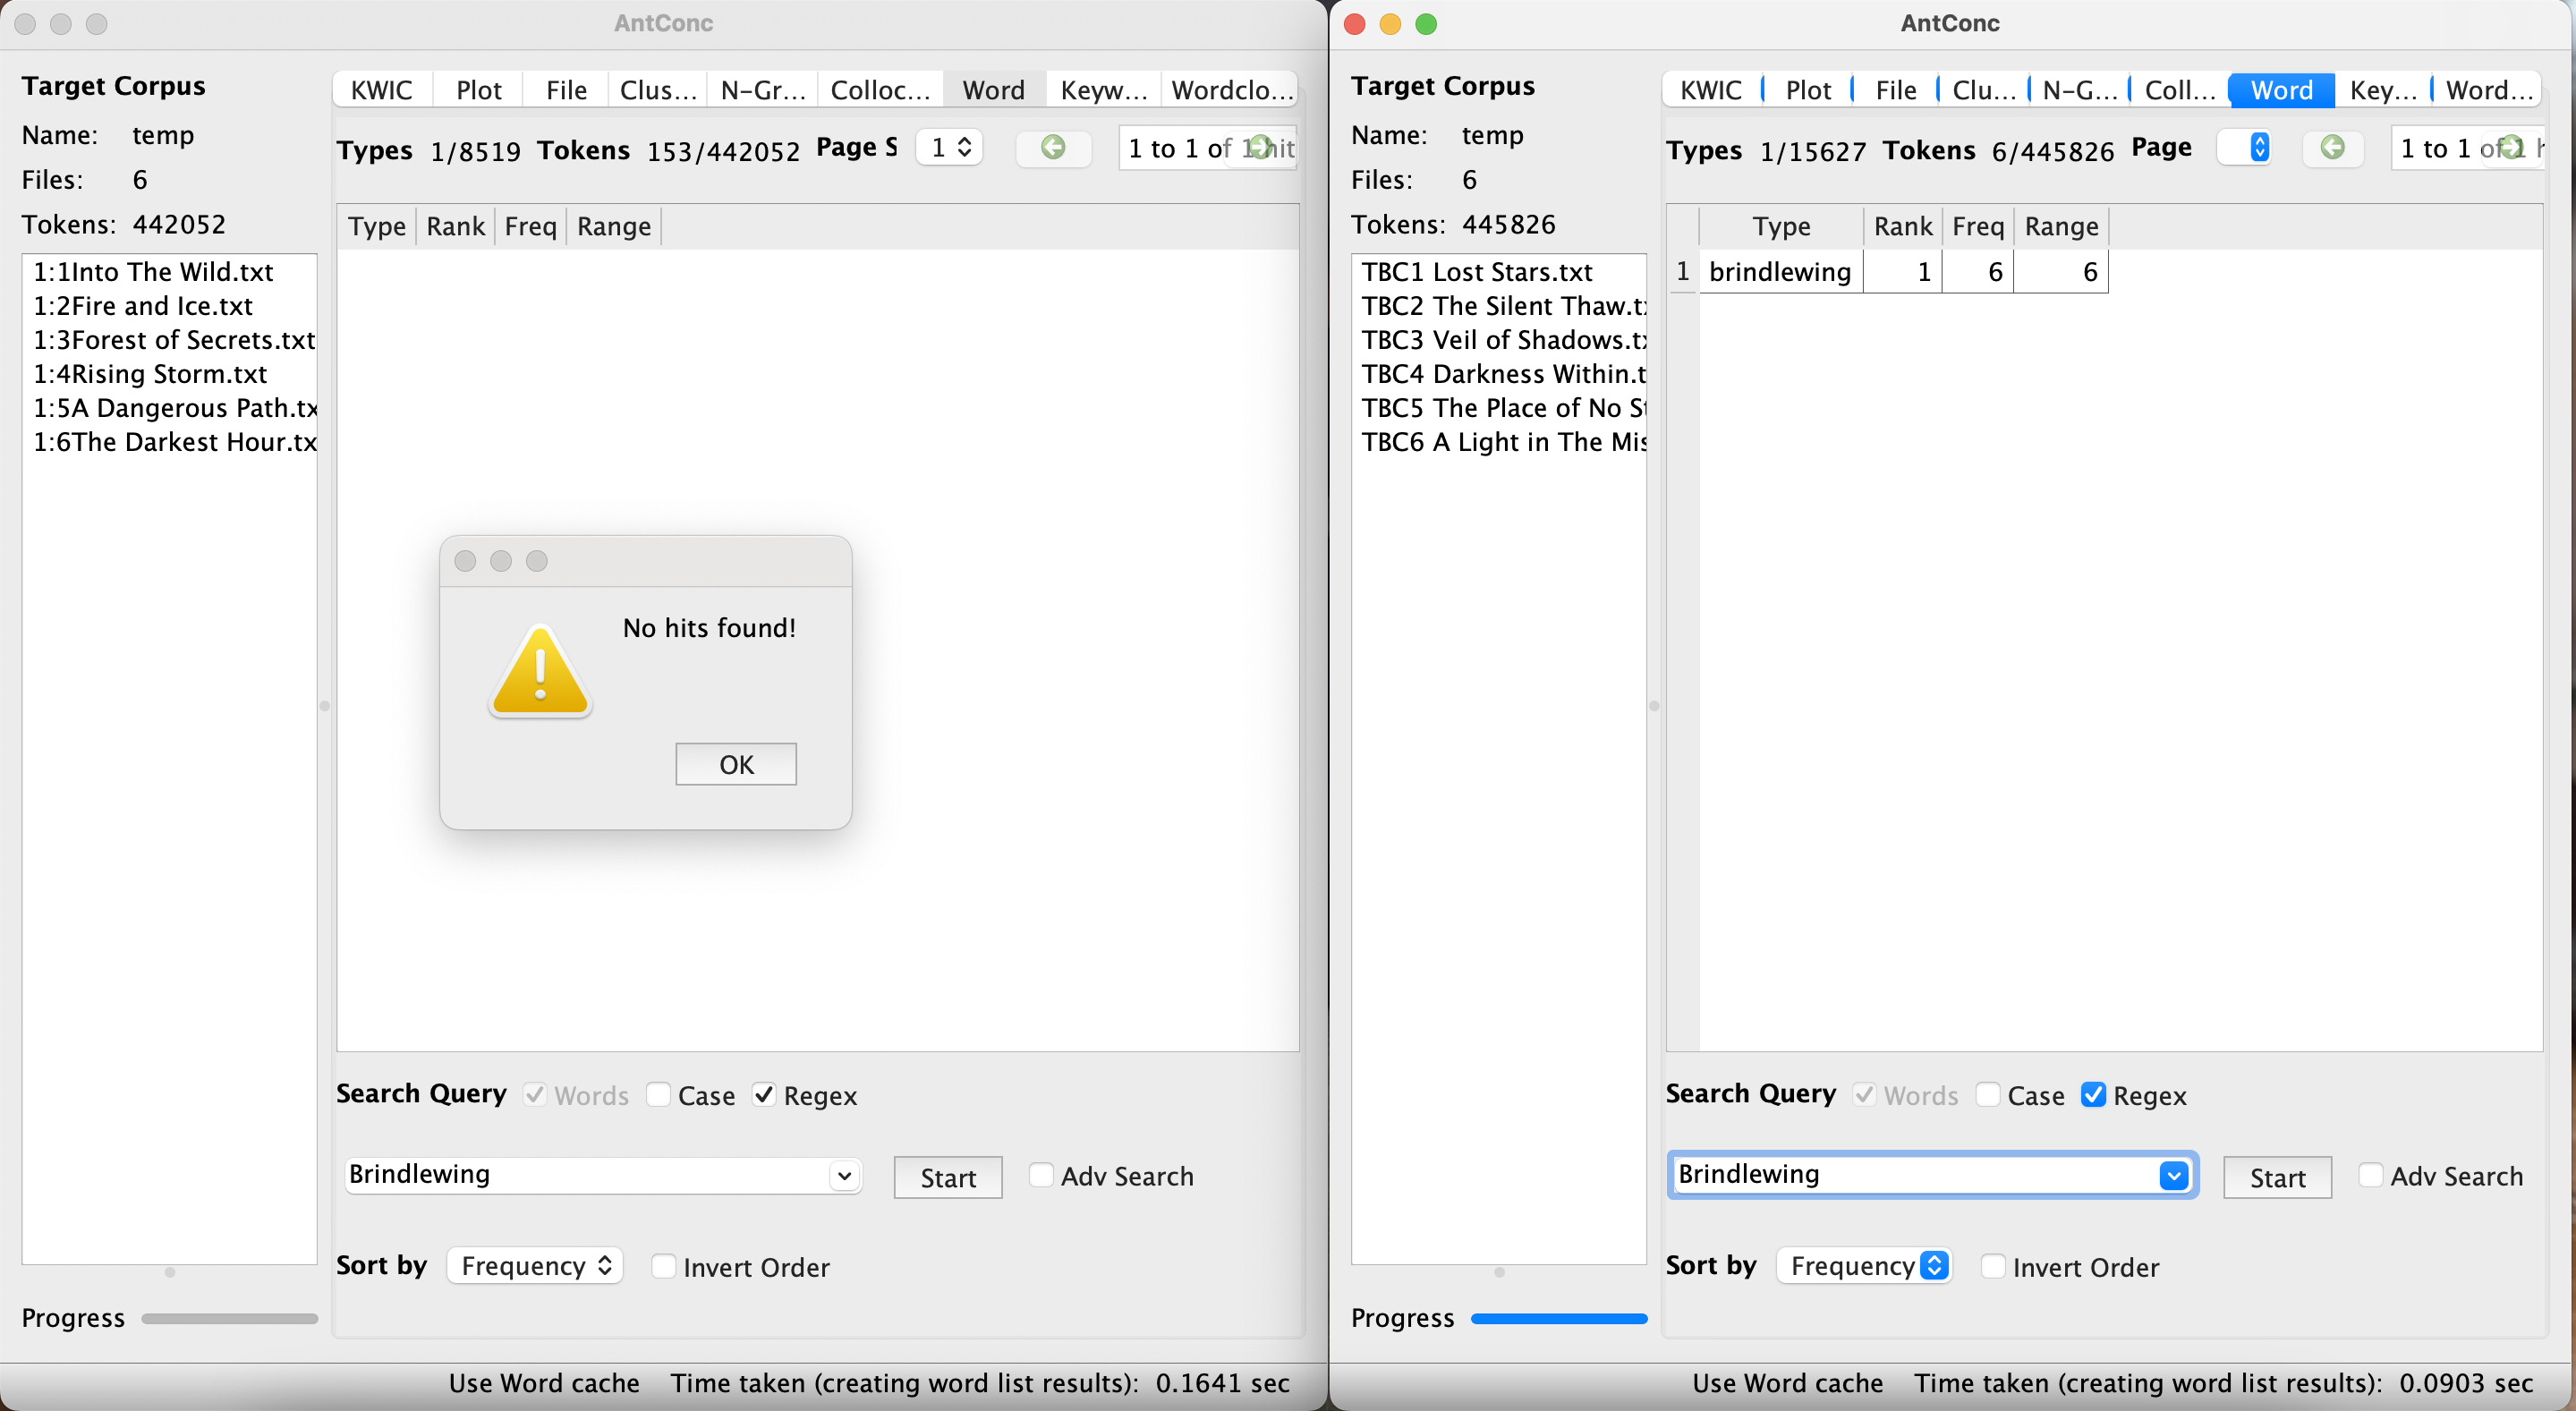 AntConc
Target Corpus
Name: temp
Files: 6
Tokens: 442052
1:1Into The Wild.txt
1:2Fire and Ice.txt
1:3Forest of Secrets.txt
1:4Rising Storm.txt
1:5A Dangerous Path.tx
1:6The Darkest Hour.tx
Progress
KWIC Plot File Clus... N-Gr... Colloc... Word Keyw... Wordclo...
Types 1/8519 Tokens 153/442052 Page S 1 1 to 1 of 1 hit
Type Rank Freq Range
No hits found!
OK
Search Query Words Case Regex
Brindlewing Start Adv Search
Sort by Frequency Invert Order
Use Word cache Time taken (creating word list results): 0.1641 sec
AntConc
Target Corpus
Name: temp
Files: 6
Tokens: 445826
TBC1 Lost Stars.txt
TBC2 The Silent Thaw.t
TBC3 Veil of Shadows.t
TBC4 Darkness Within.t
TBC5 The Place of No S
TBC6 A Light in The Mis
Progress
KWIC Plot File Clu... N-G... Coll... Word Key... Word...
Types 1/15627 Tokens 6/445826 Page 1 to 1 of 1 h
Type Rank Freq Range
1 brindlewing 1 6 6
Search Query Words Case Regex
Brindlewing Start Adv Search
Sort by Frequency Invert Order
Use Word cache Time taken (creating word list results): 0.0903 sec